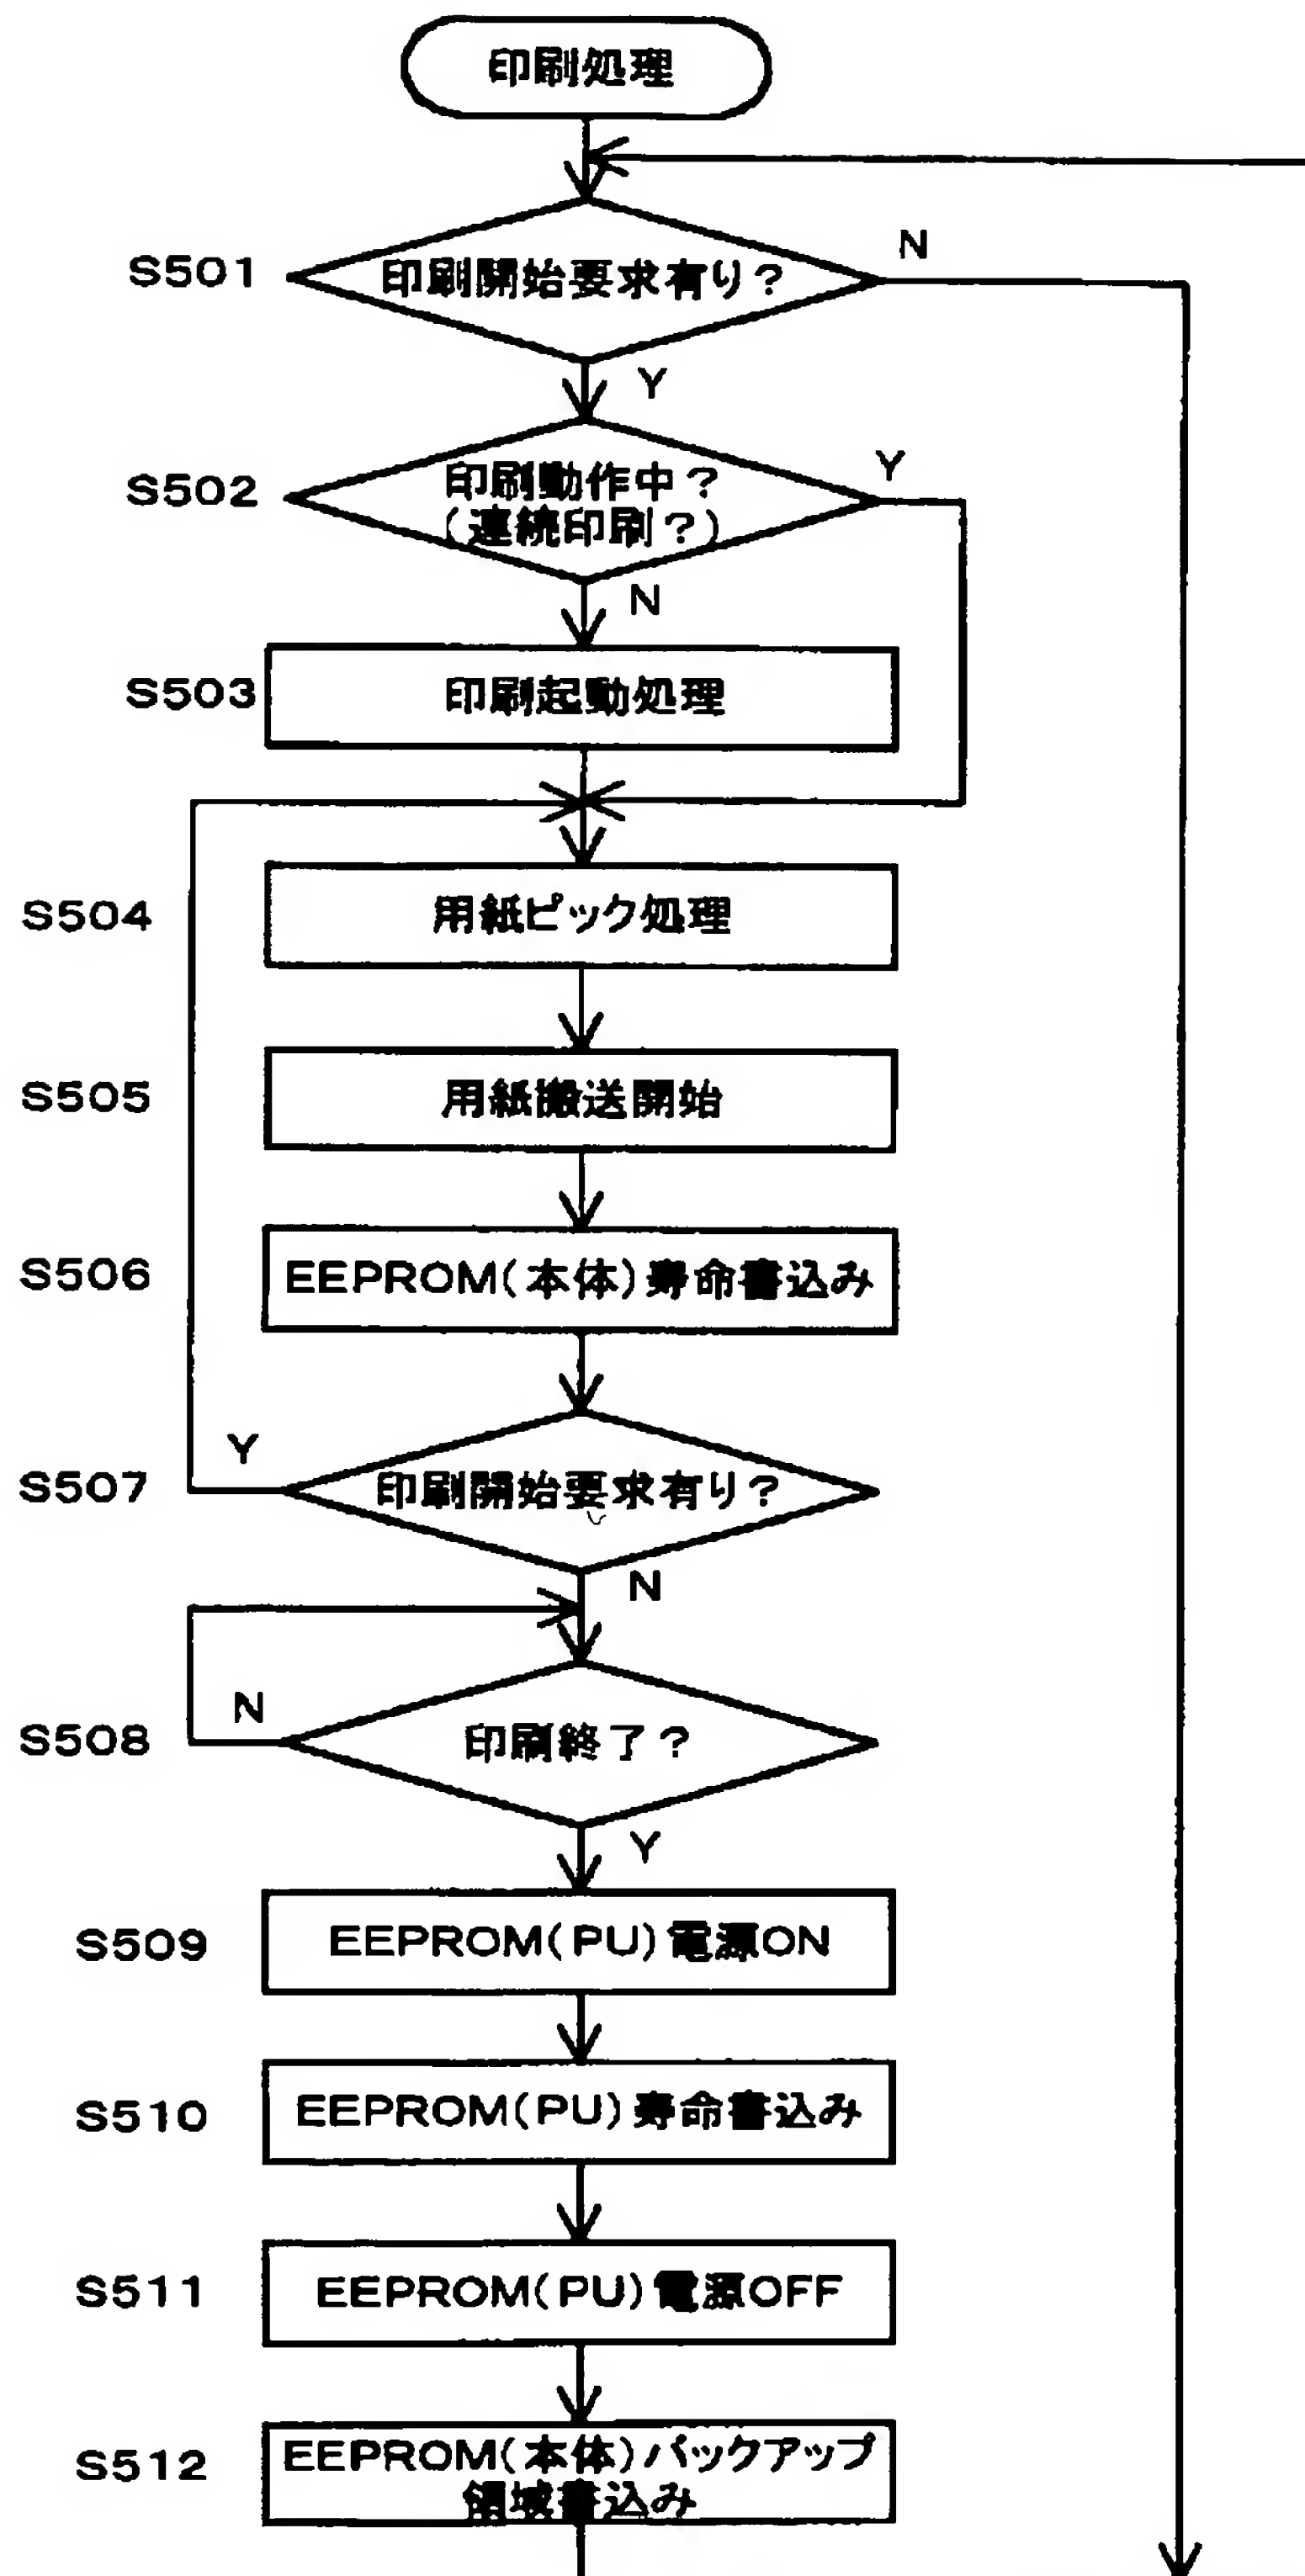 印刷処理
S501
印刷開始要求有り?
N
Y
S502
印刷動作中?
(連続印刷?)
Y
N
S503
印刷起動処理
S504
用紙ピック処理
S505
用紙搬送開始
S506
EEPROM(本体)寿命書込み
S507
Y
印刷開始要求有り?
N
S508
N
印刷終了?
Y
S509
EEPROM(PU)電源ON
S510
EEPROM(PU)寿命書込み
S511
EEPROM(PU)電源OFF
S512
EEPROM(本体)バックアップ
領域書込み